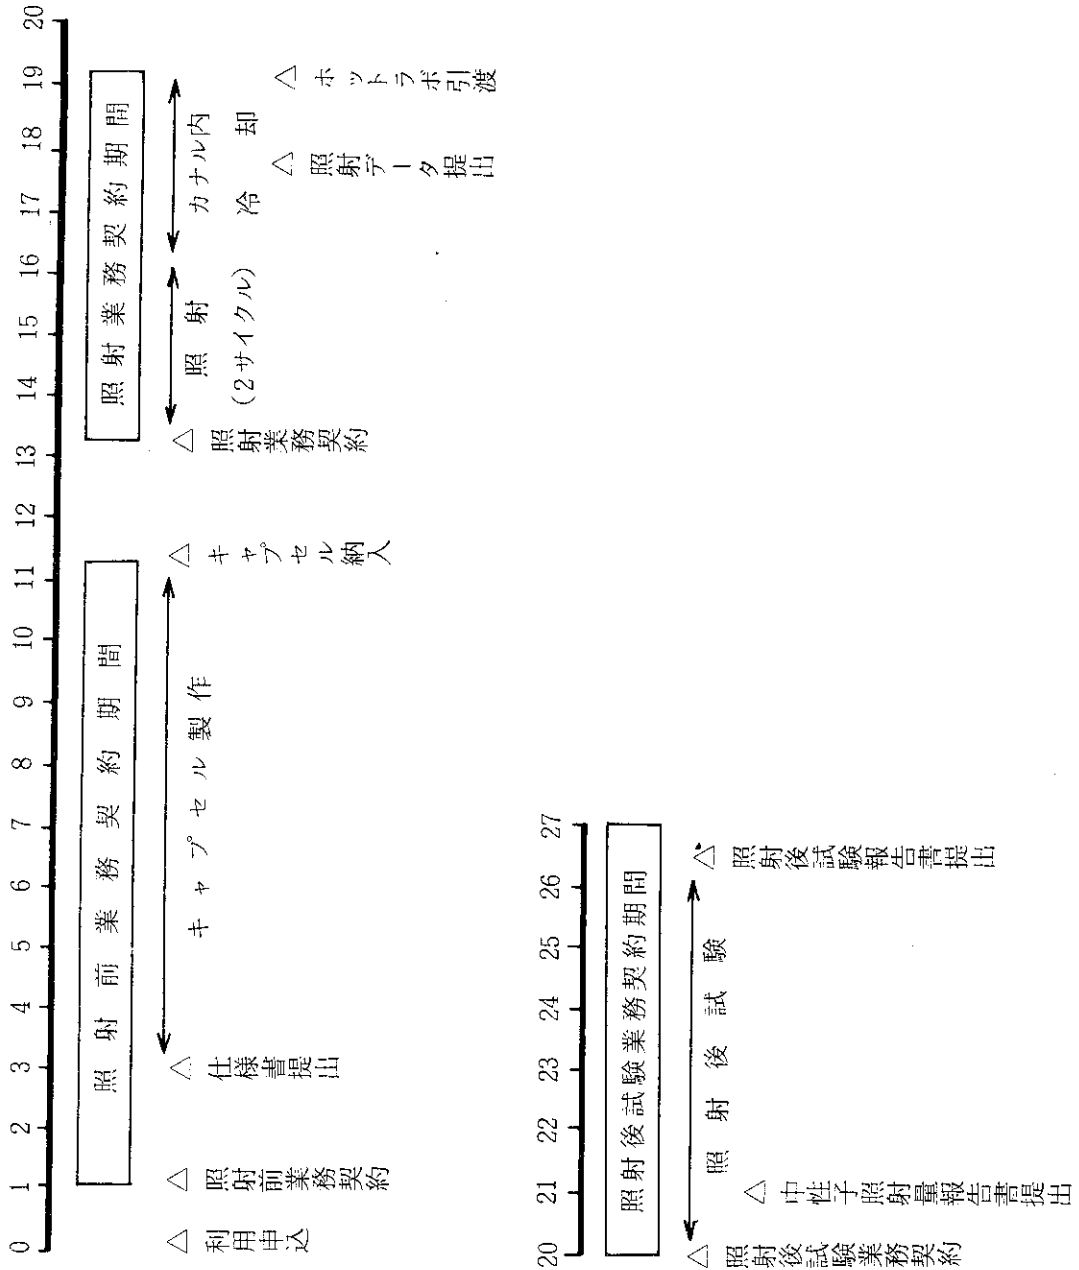 0 1 2 3 4 5 6 7 8 9 10 11 12 13 14 15 16 17 18 19 20
照射前業務契約期間
照射業務契約期間
キャプセル製作
照射
(2サイクル)
カナル内
冷却
△利用申込
△照射前業務契約
△仕様書提出
△キャプセル納入
△照射業務契約
△照射データ提出
△ホットラボ引渡
20 21 22 23 24 25 26 27
照射後試験業務契約期間
照射後試験
△照射後試験業務契約
△中性子照射量報告書提出
△照射後試験報告書提出